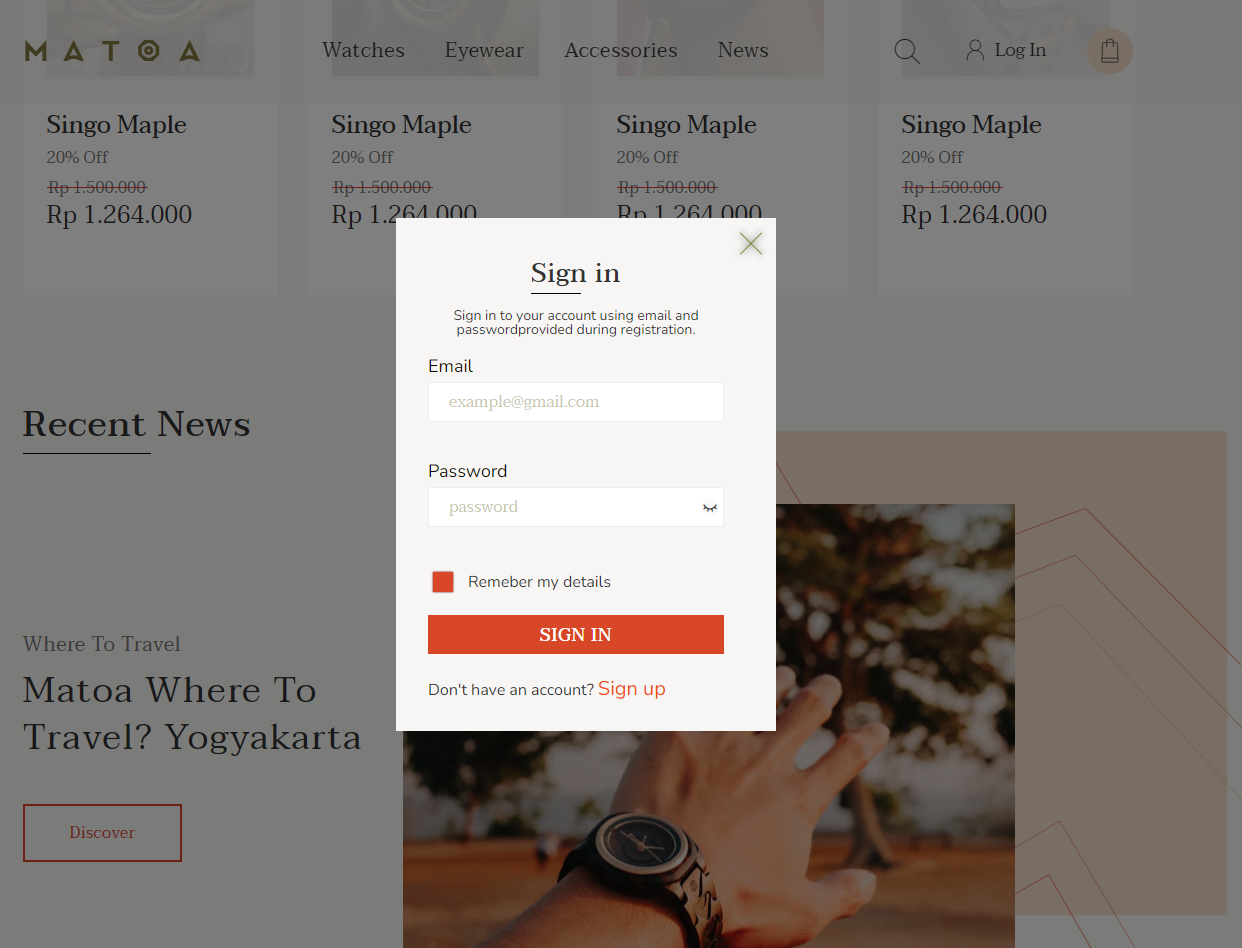 MATOA
Watches Eyewear Accessories News
Log In
Singo Maple Singo Maple Singo Maple Singo Maple
20% Off 20% Off 20% Off 20% Off
Rp 1.500.000 Rp 1.500.000 Rp 1.500.000 Rp 1.500.000
Rp 1.264.000 Rp 1.264.000 Rp 1.264.000 Rp 1.264.000
Sign in
Sign in to your account using email and
passwordprovided during registration.
Email
example@gmail.com
Password
password
Remeber my details
SIGN IN
Don't have an account? Sign up
Recent News
Where To Travel
Matoa Where To
Travel? Yogyakarta
Discover